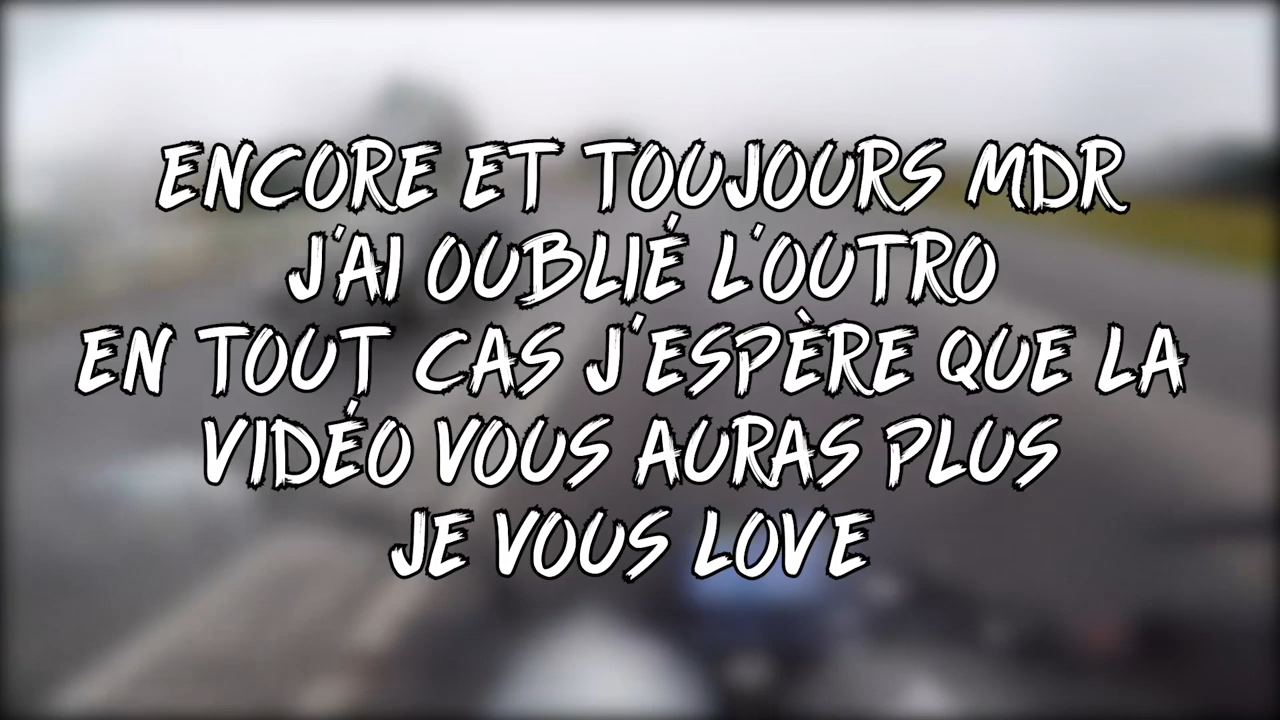 ENCORE ET TOUJOURS MDR
J'AI OUBLIÉ L'OUTRO
EN TOUT CAS J'ESPÈRE QUE LA
VIDÉO VOUS AURAS PLUS
JE VOUS LOVE